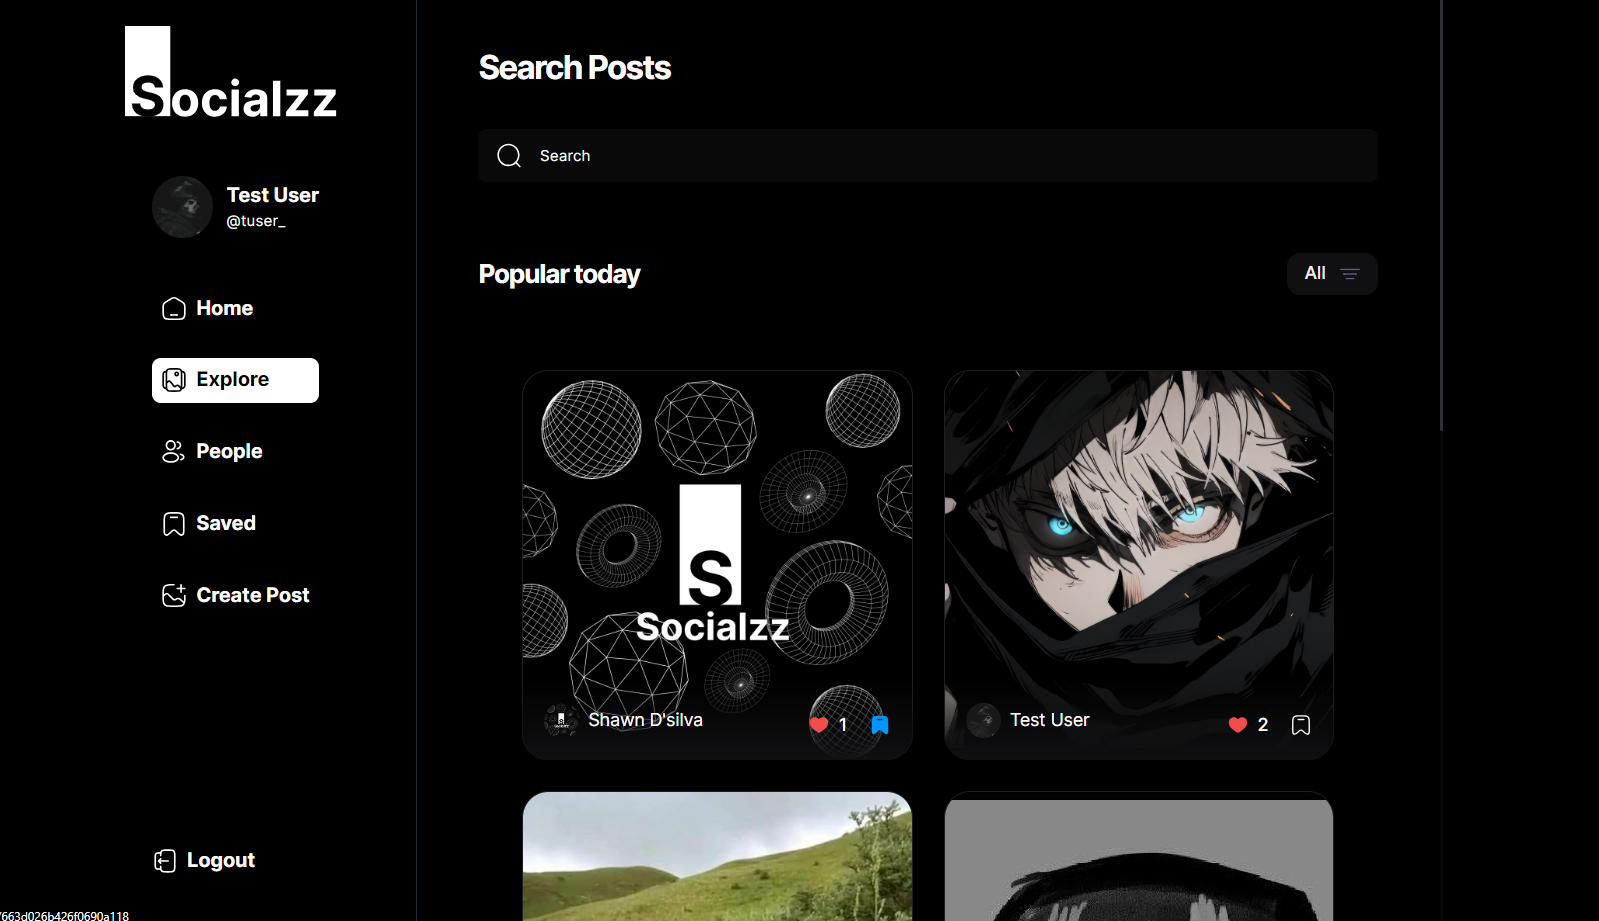 Socialzz
Test User
@tuser_
Home
Explore
People
Saved
Create Post
Logout
Search Posts
Search
Popular today
All
S
Socialzz
Shawn D'silva
1
Test User
2
/663d026b426f0690a118